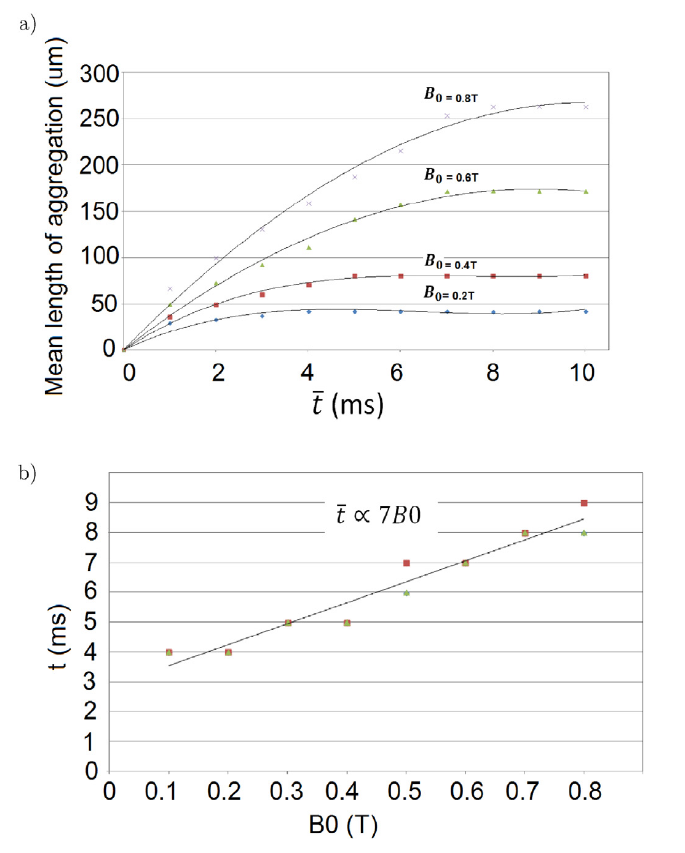 a)
Mean length of aggregation (um)
300
250
200
150
100
50
0
B0 = 0.8T
B0 = 0.6T
B0 = 0.4T
B0= 0.2T
0 2 4 6 8 10
t̄ (ms)
b)
t (ms)
9
8
7
6
5
4
3
2
1
0
t̄ ∝ 7B0
0 0.1 0.2 0.3 0.4 0.5 0.6 0.7 0.8
B0 (T)